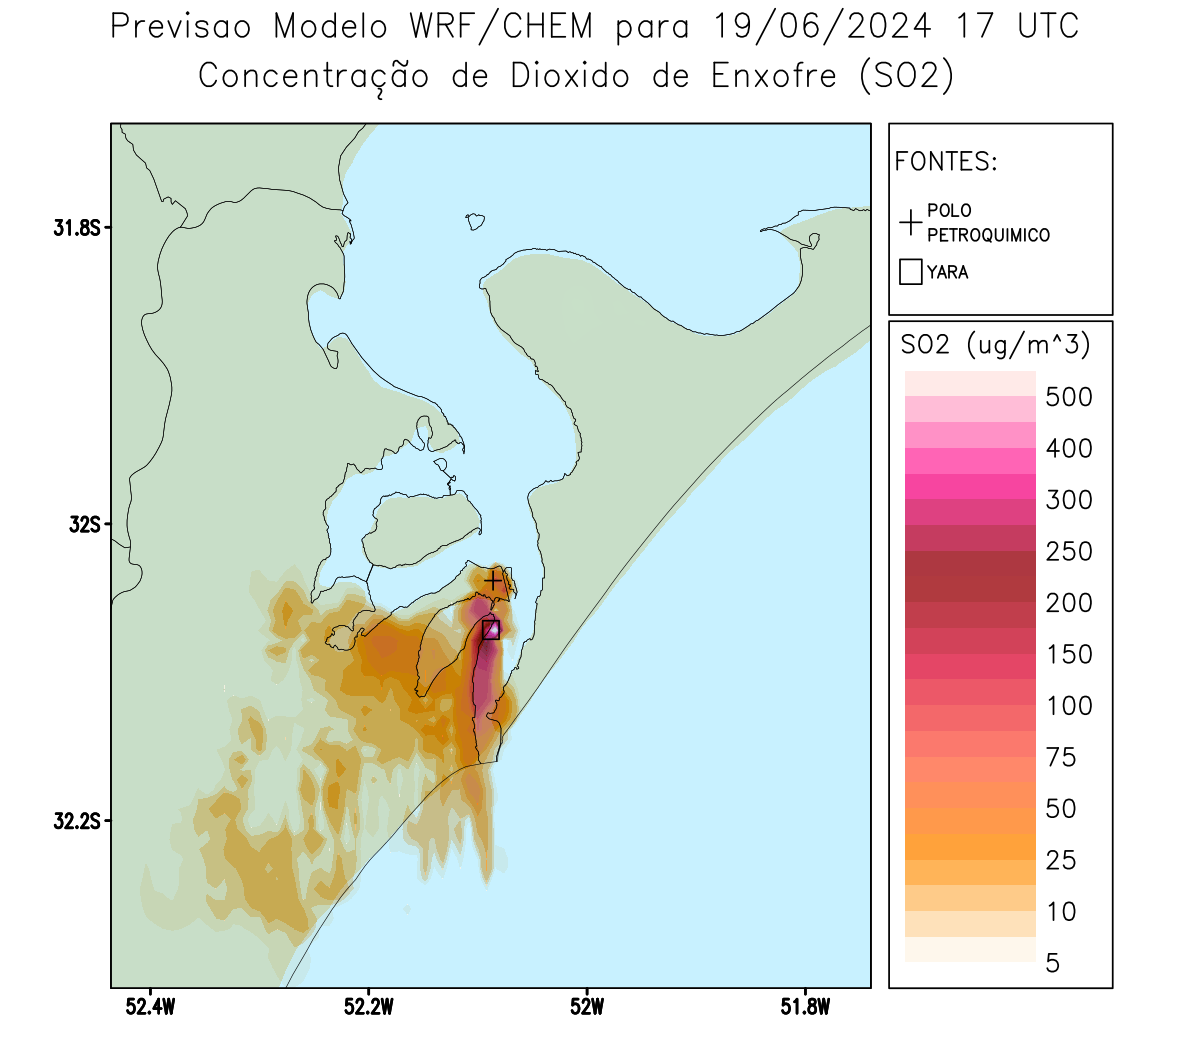 Previsao Modelo WRF/CHEM para 19/06/2024 17 UTC
Concentração de Dioxido de Enxofre (SO2)
FONTES:
POLO
PETROQUIMICO
YARA
SO2 (ug/m^3)
500
400
300
250
200
150
100
75
50
25
10
5
31.8S
32S
32.2S
52.4W
52.2W
52W
51.8W